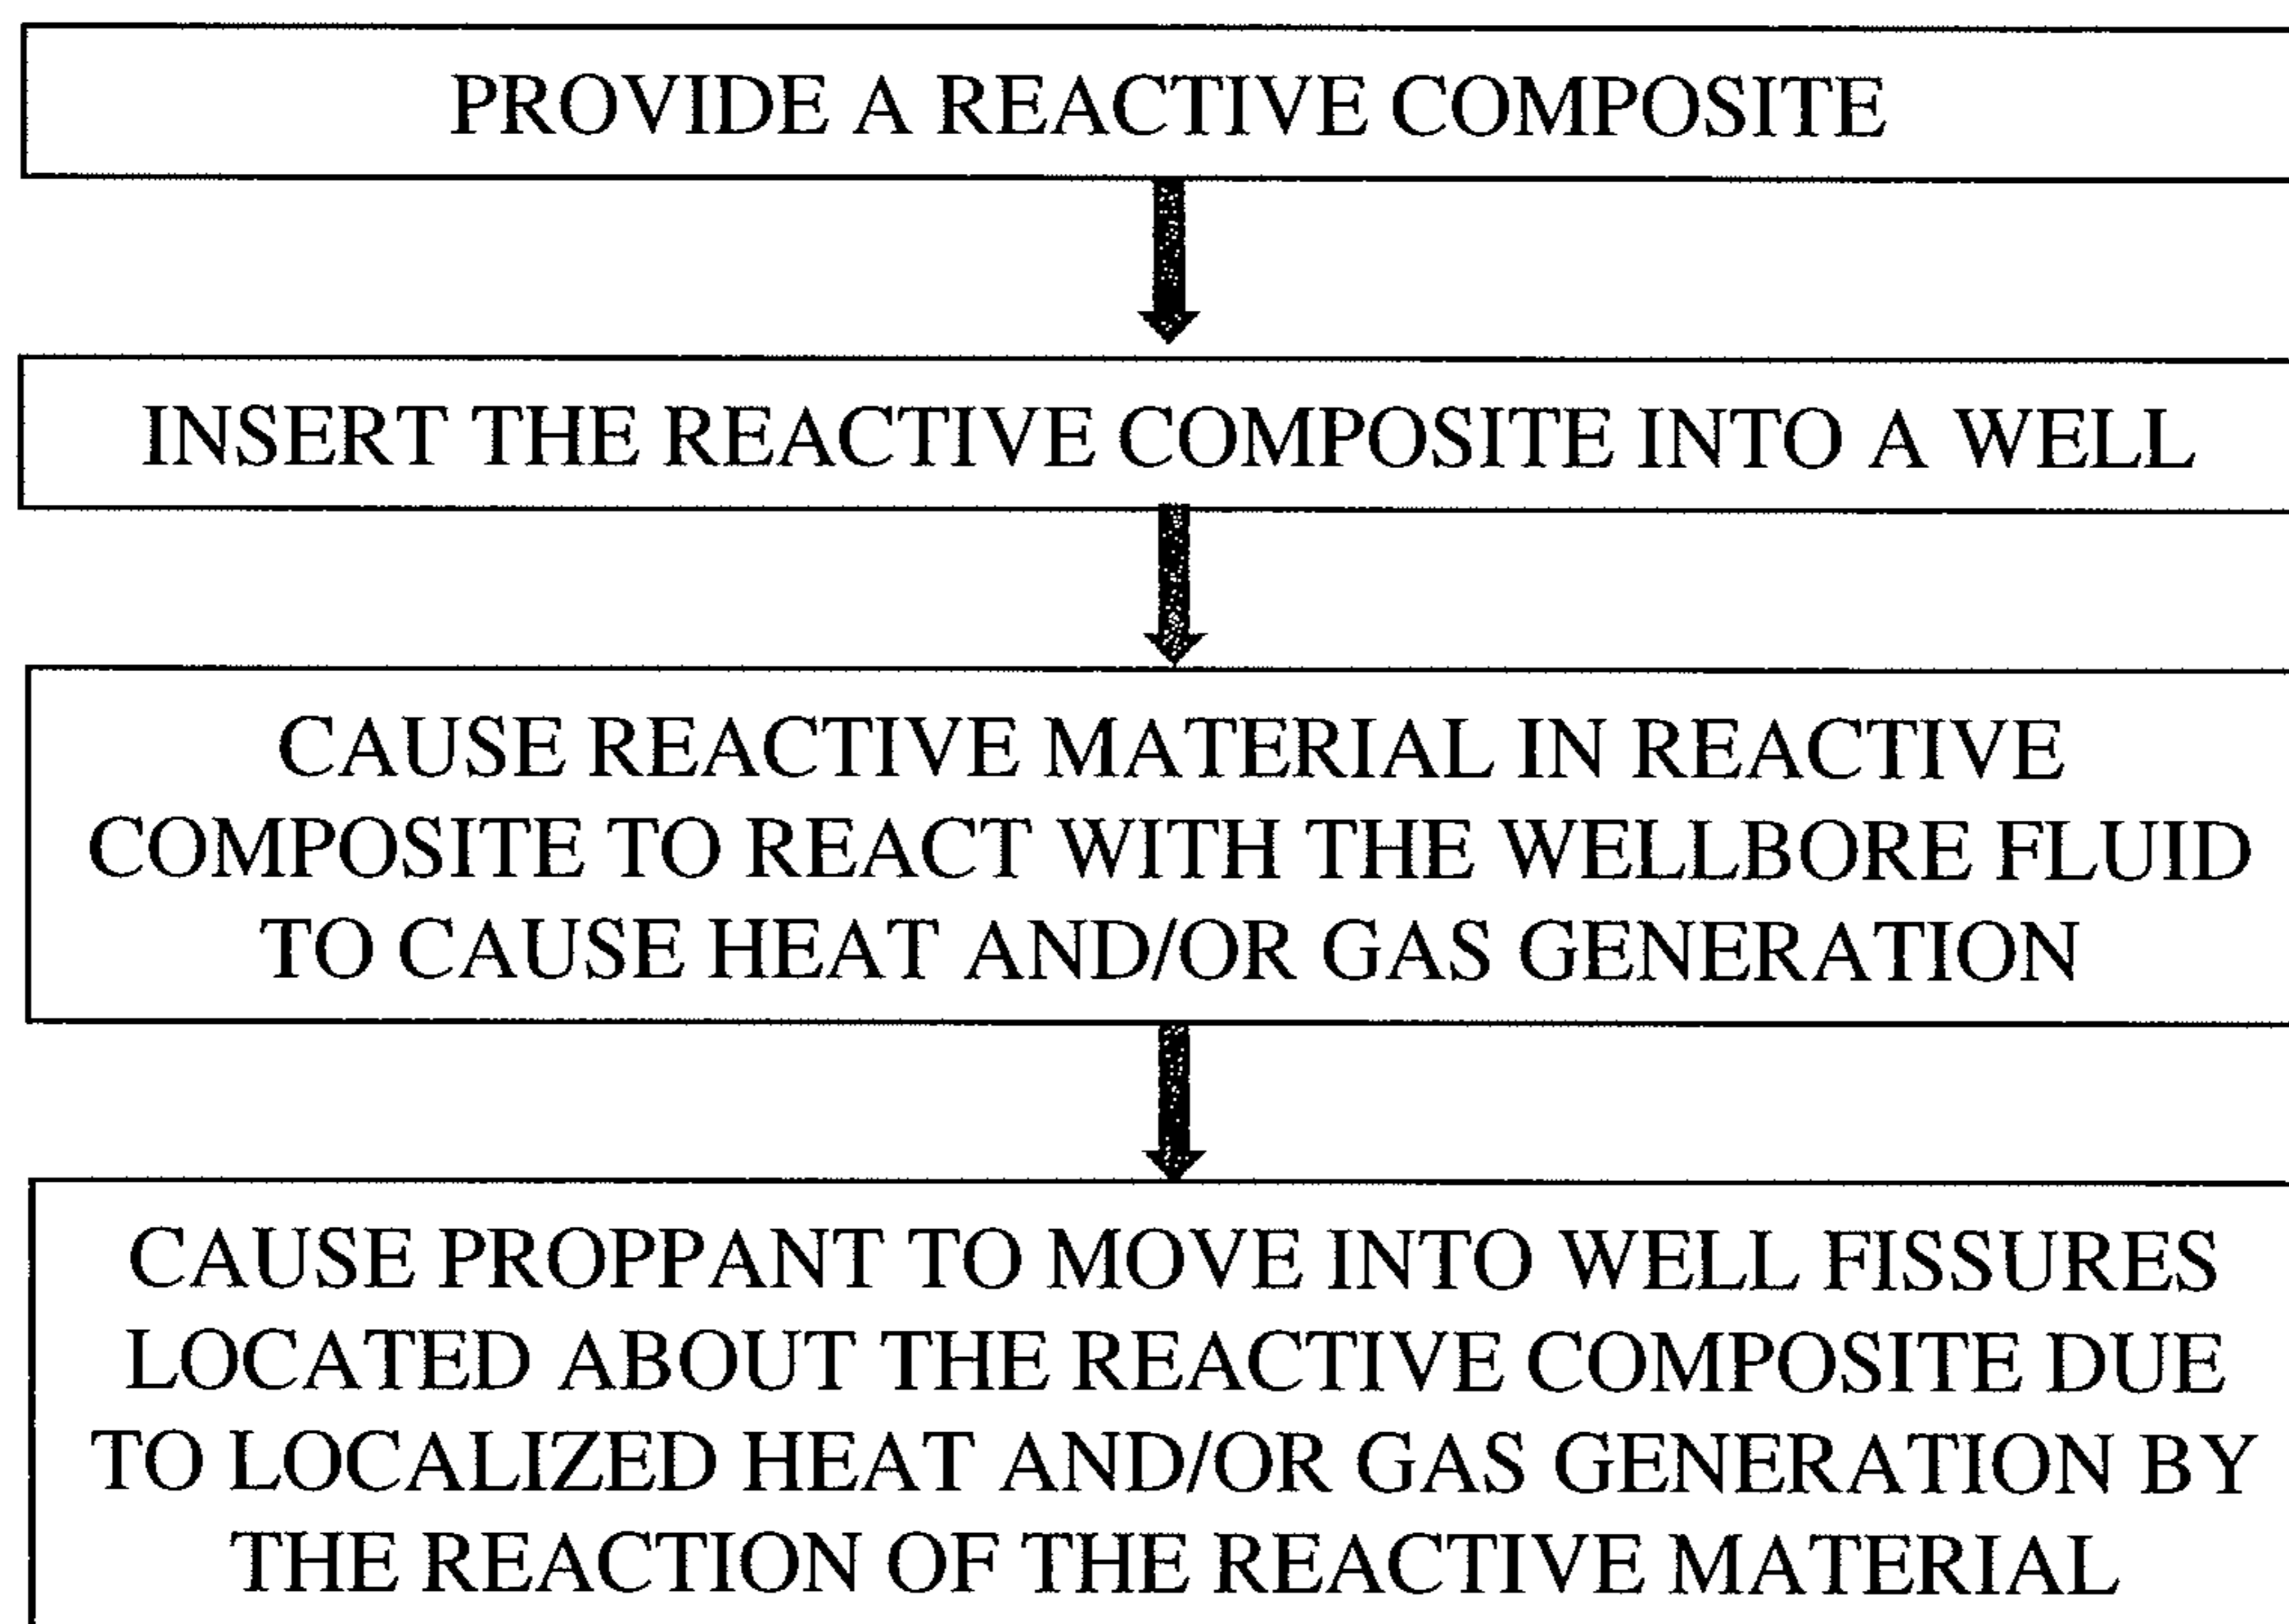 PROVIDE A REACTIVE COMPOSITE
INSERT THE REACTIVE COMPOSITE INTO A WELL
CAUSE REACTIVE MATERIAL IN REACTIVE
COMPOSITE TO REACT WITH THE WELLBORE FLUID
TO CAUSE HEAT AND/OR GAS GENERATION
CAUSE PROPPANT TO MOVE INTO WELL FISSURES
LOCATED ABOUT THE REACTIVE COMPOSITE DUE
TO LOCALIZED HEAT AND/OR GAS GENERATION BY
THE REACTION OF THE REACTIVE MATERIAL